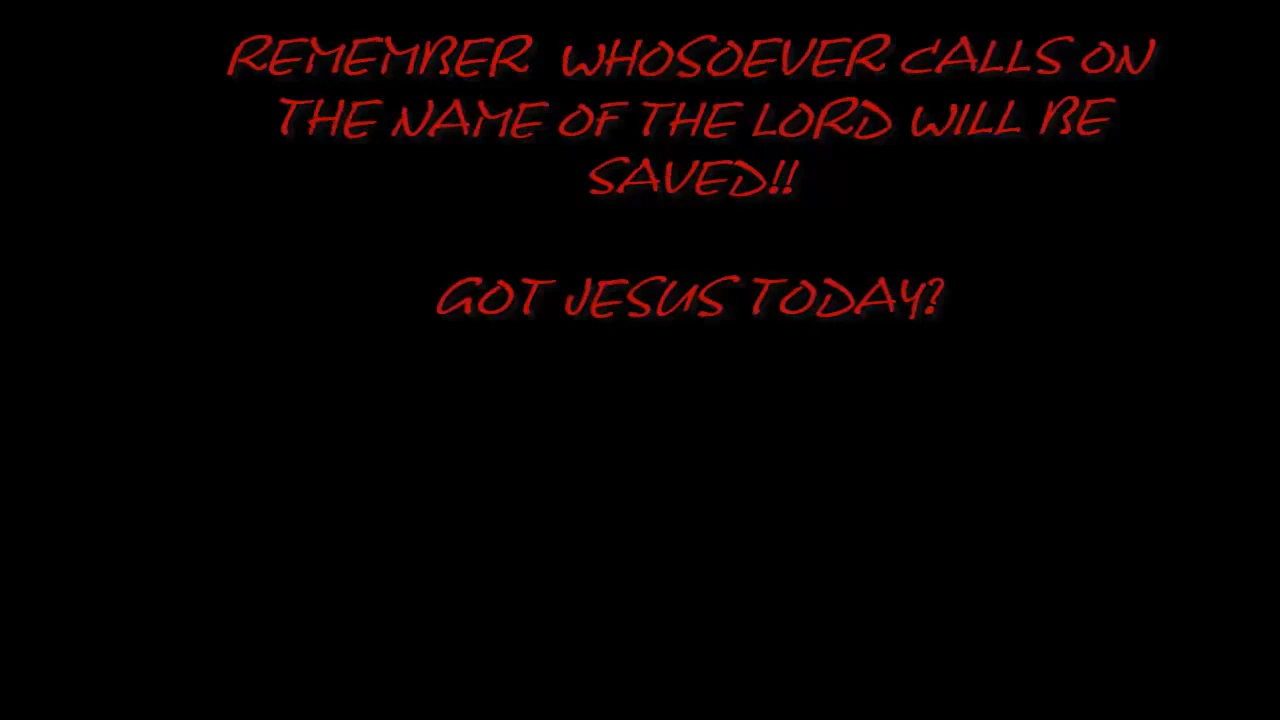 REMEMBER WHOSOEVER CALLS ON
THE NAME OF THE LORD WILL BE
SAVED!!
GOT JESUS TODAY?